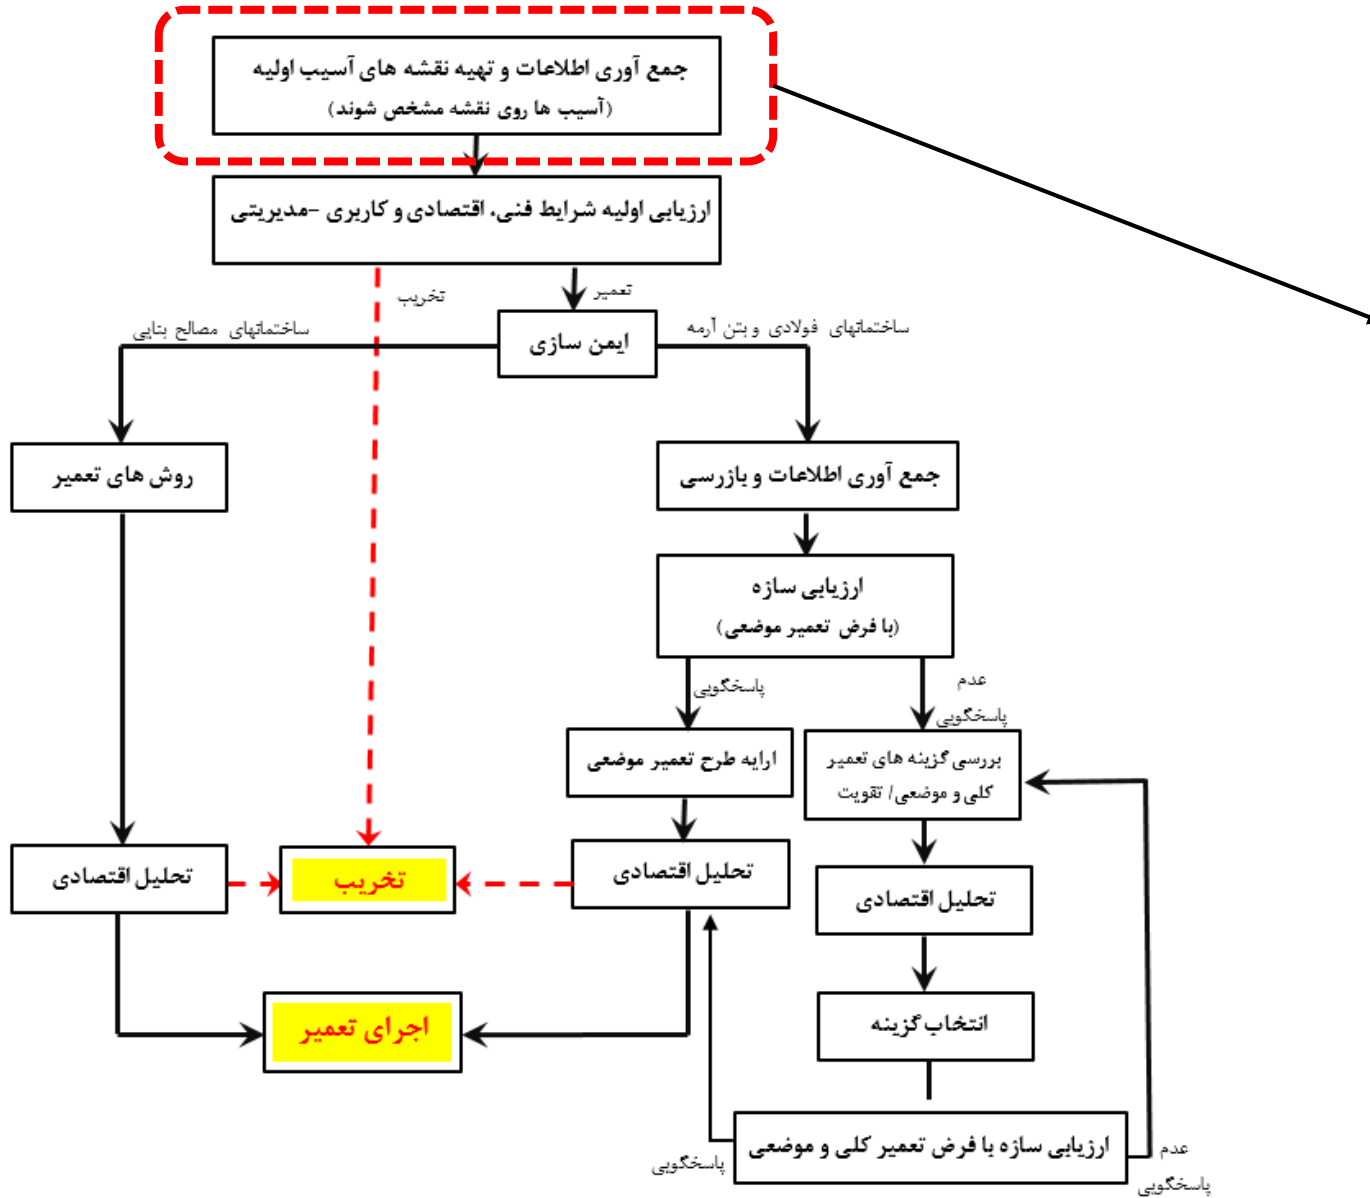 جمع آوری اطلاعات و تهیه نقشه های آسیب اولیه
(آسیب ها روی نقشه مشخص شوند)
ارزیابی اولیه شرایط فنی، اقتصادی و کاربری -مدیریتی
تخریب
تعمیر
ساختمانهای فولادی و بتن آرمه
ایمن سازی
ساختمانهای مصالح بنایی
جمع آوری اطلاعات و بازرسی
روش های تعمیر
ارزیابی سازه
(با فرض تعمیر موضعی)
عدم
پاسخگویی
پاسخگویی
بررسی گزینه های تعمیر
کلی و موضعی/ تقویت
ارایه طرح تعمیر موضعی
تحلیل اقتصادی
تحلیل اقتصادی
تخریب
تحلیل اقتصادی
انتخاب گزینه
اجرای تعمیر
ارزیابی سازه با فرض تعمیر کلی و موضعی
عدم
پاسخگویی
پاسخگویی